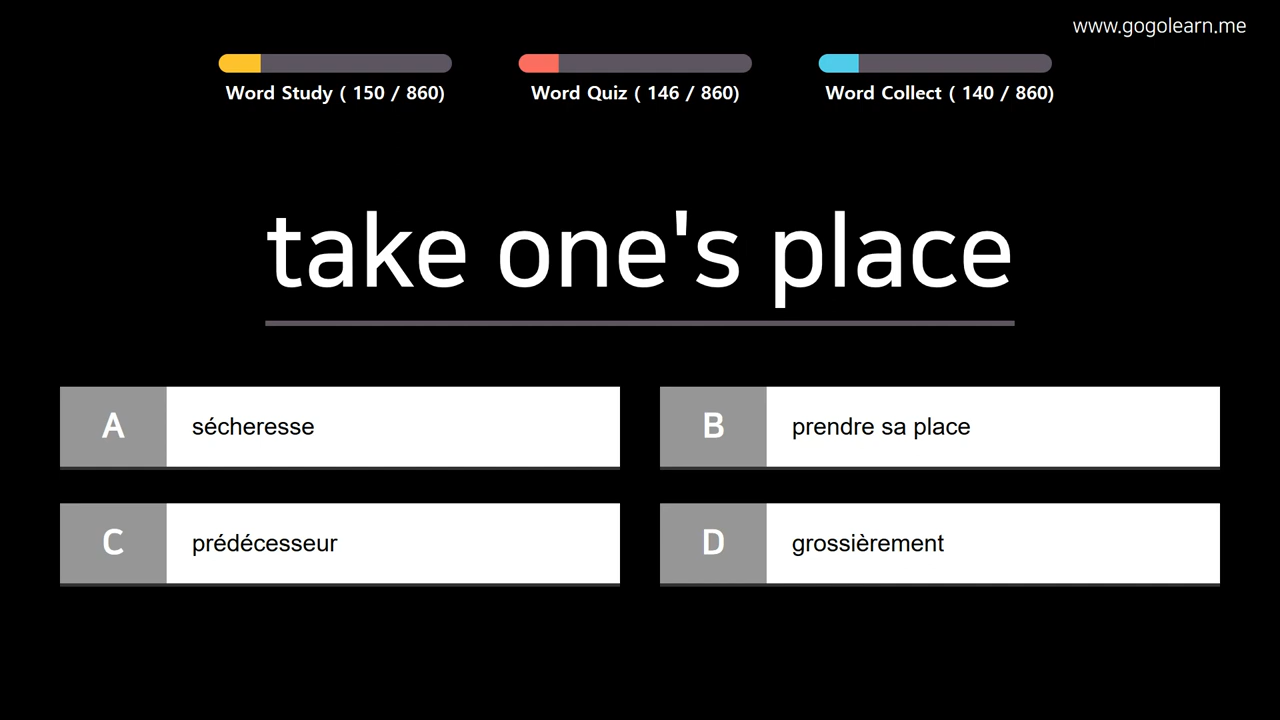 www.gogolearn.me
Word Study ( 150 / 860)
Word Quiz ( 146 / 860)
Word Collect ( 140 / 860)
take one's place
A
sécheresse
B
prendre sa place
C
prédécesseur
D
grossièrement